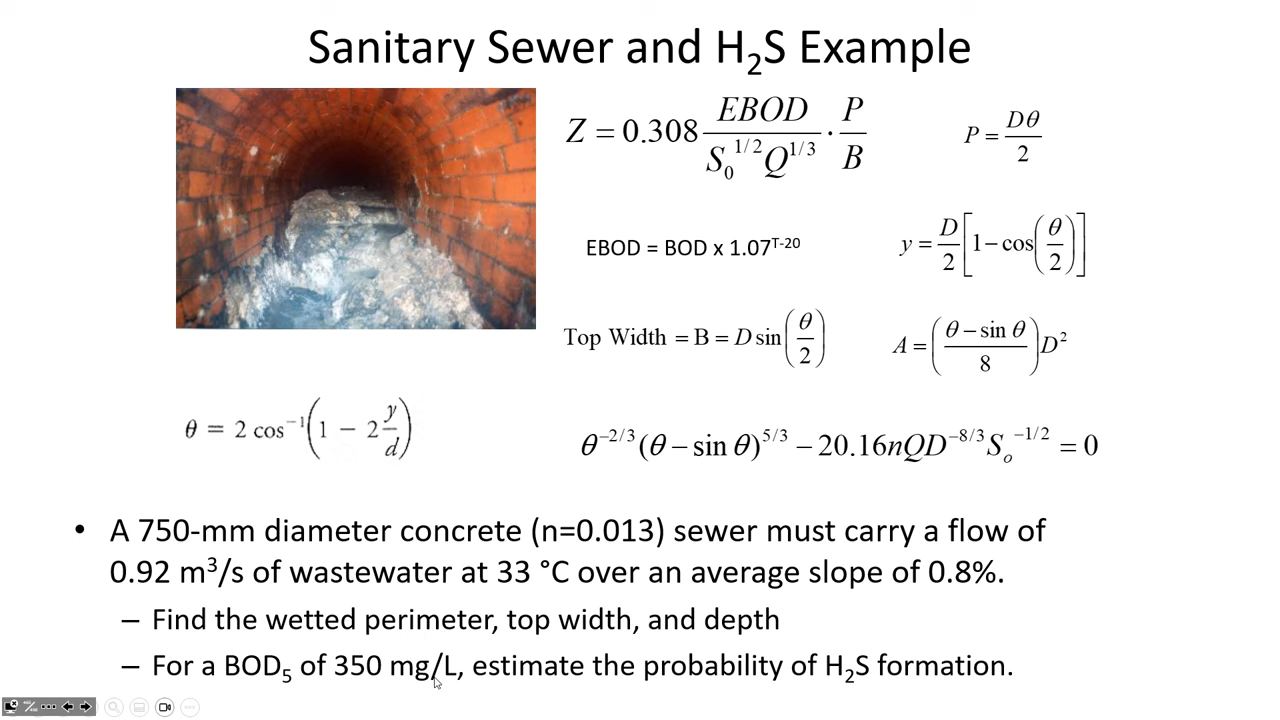 Sanitary Sewer and H₂S Example
Z = 0.308 EBOD / (S₀^1/2 Q^1/3) · P/B
P = Dθ/2
EBOD = BOD x 1.07^T-20
y = D/2 [1 − cos(θ/2)]
Top Width = B = D sin(θ/2)
A = ((θ − sin θ)/8) D²
θ = 2 cos⁻¹(1 − 2 y/d)
θ^−2/3 (θ − sin θ)^5/3 − 20.16nQD^−8/3 S_o^−1/2 = 0
• A 750-mm diameter concrete (n=0.013) sewer must carry a flow of
0.92 m³/s of wastewater at 33 °C over an average slope of 0.8%.
– Find the wetted perimeter, top width, and depth
– For a BOD₅ of 350 mg/L, estimate the probability of H₂S formation.